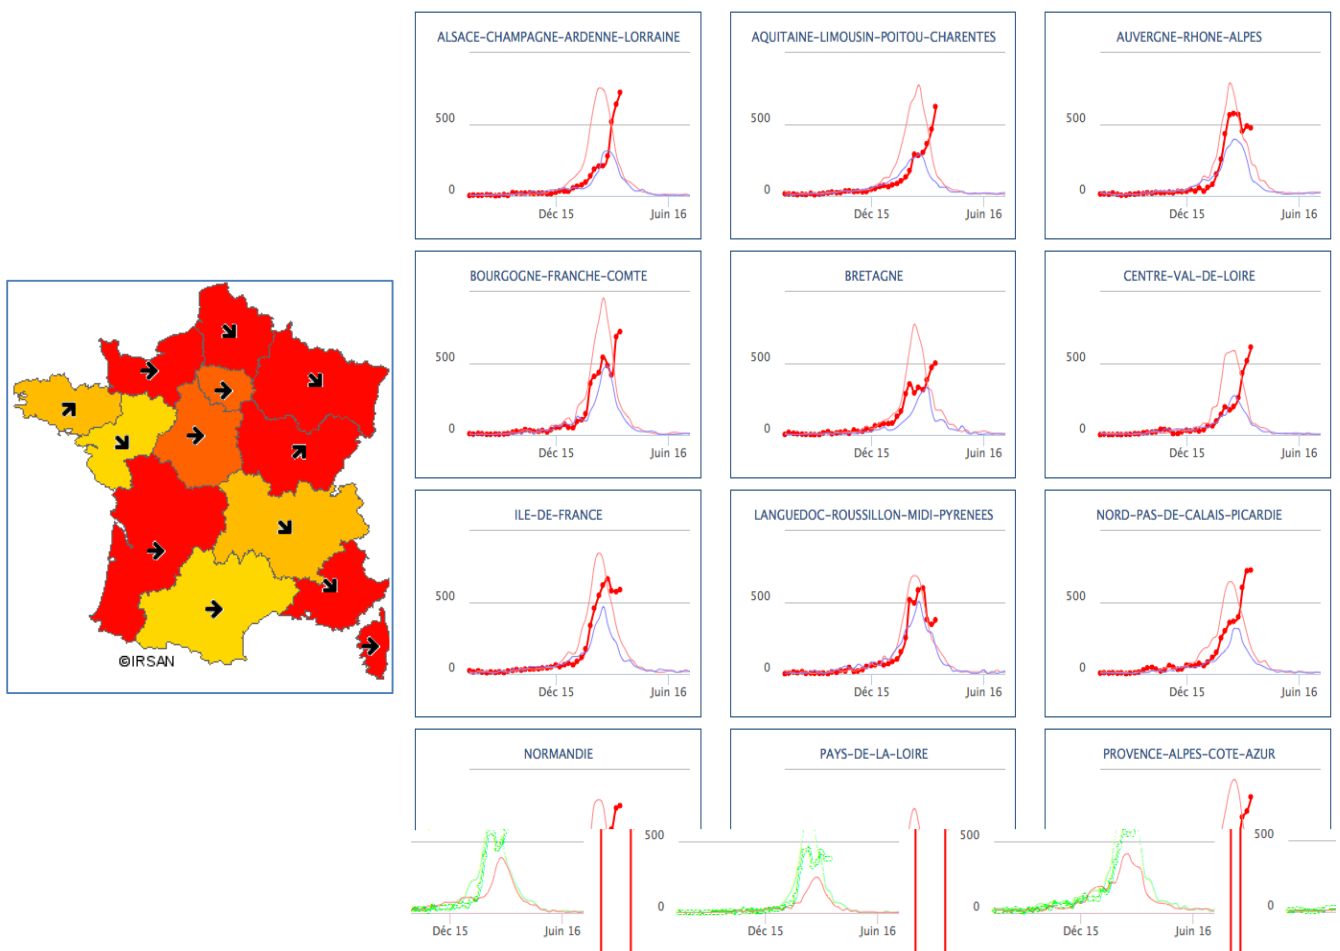 ALSACE-CHAMPAGNE-ARDENNE-LORRAINE
500
0
Déc 15 Juin 16
AQUITAINE-LIMOUSIN-POITOU-CHARENTES
500
0
Déc 15 Juin 16
AUVERGNE-RHONE-ALPES
500
0
Déc 15 Juin 16
©IRSAN
BOURGOGNE-FRANCHE-COMTE
500
0
Déc 15 Juin 16
BRETAGNE
500
0
Déc 15 Juin 16
CENTRE-VAL-DE-LOIRE
500
0
Déc 15 Juin 16
ILE-DE-FRANCE
500
0
Déc 15 Juin 16
LANGUEDOC-ROUSSILLON-MIDI-PYRENEES
500
0
Déc 15 Juin 16
NORD-PAS-DE-CALAIS-PICARDIE
500
0
Déc 15 Juin 16
NORMANDIE
PAYS-DE-LA-LOIRE
PROVENCE-ALPES-COTE-AZUR
500
0
Déc 15 Juin 16
500
0
Déc 15 Juin 16
500
0
Déc 15 Juin 16